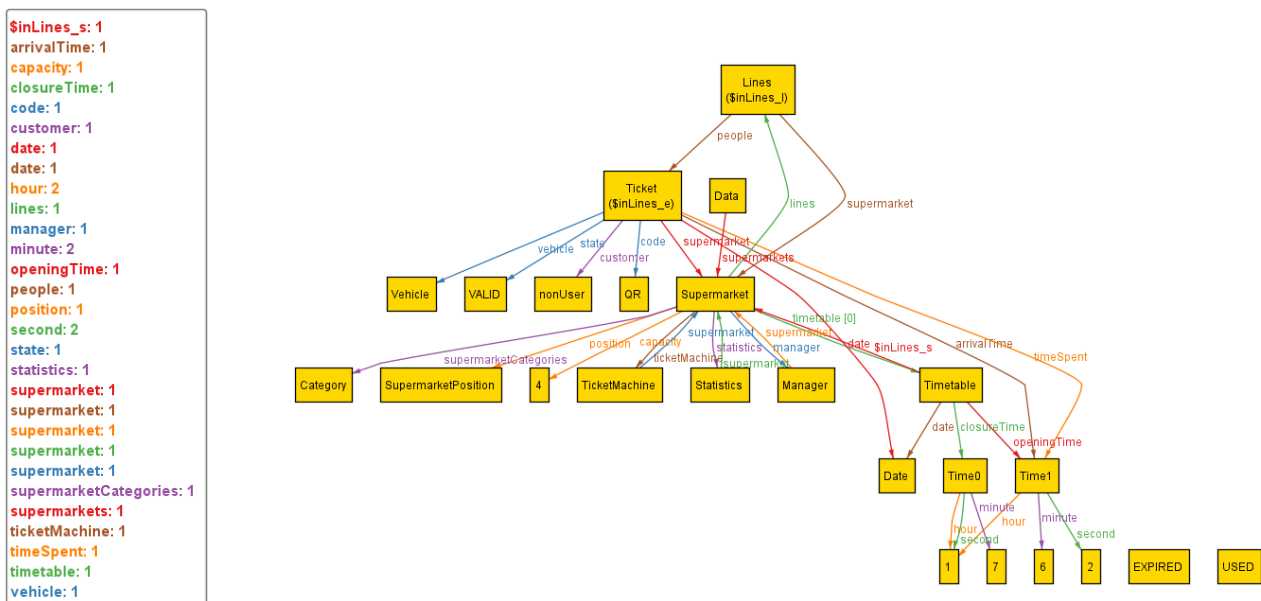 $inLines_s: 1
arrivalTime: 1
capacity: 1
closureTime: 1
code: 1
customer: 1
date: 1
date: 1
hour: 2
lines: 1
manager: 1
minute: 2
openingTime: 1
people: 1
position: 1
second: 2
state: 1
statistics: 1
supermarket: 1
supermarket: 1
supermarket: 1
supermarket: 1
supermarket: 1
supermarketCategories: 1
supermarkets: 1
ticketMachine: 1
timeSpent: 1
timetable: 1
vehicle: 1
Lines
($inLines_l)
people
Ticket
($inLines_e)
Data
lines
supermarket
vehicle
state
customer
code
supermarket
supermarkets
Vehicle
VALID
nonUser
QR
Supermarket
timetable [0]
supermarketCategories
position
capacity
ticketMachine
supermarket
statistics
supermarket
supermarket
manager
date
$inLines_s
arrivalTime
timeSpent
Category
SupermarketPosition
4
TicketMachine
Statistics
Manager
Timetable
date
closureTime
openingTime
Date
Time0
Time1
hour
second
minute
hour
minute
second
1
7
6
2
EXPIRED
USED